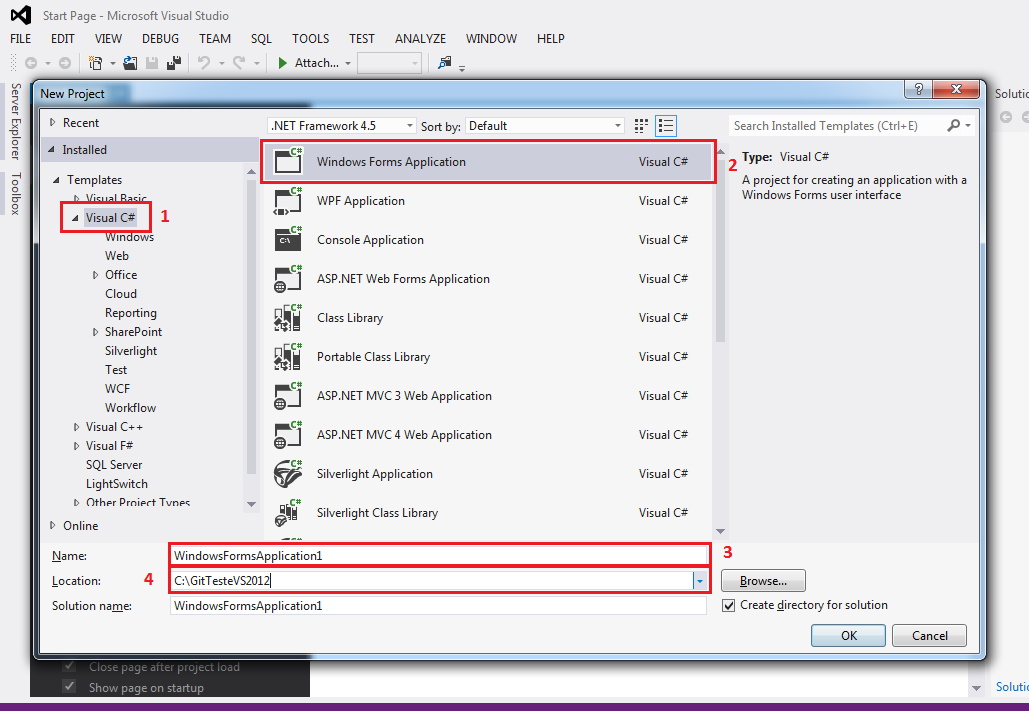 Start Page - Microsoft Visual Studio
FILE EDIT VIEW DEBUG TEAM SQL TOOLS TEST ANALYZE WINDOW HELP
Attach...
Server Explorer
Toolbox
New Project
?
Recent
Installed
Templates
Visual Basic
Visual C# 1
Windows
Web
Office
Cloud
Reporting
SharePoint
Silverlight
Test
WCF
Workflow
Visual C++
Visual F#
SQL Server
LightSwitch
Other Project Types
Online
.NET Framework 4.5 Sort by: Default
Windows Forms Application Visual C# 2
WPF Application Visual C#
Console Application Visual C#
ASP.NET Web Forms Application Visual C#
Class Library Visual C#
Portable Class Library Visual C#
ASP.NET MVC 3 Web Application Visual C#
ASP.NET MVC 4 Web Application Visual C#
Silverlight Application Visual C#
Silverlight Class Library Visual C#
Search Installed Templates (Ctrl+E)
Type: Visual C#
A project for creating an application with a
Windows Forms user interface
Name: WindowsFormsApplication1 3
Location: 4 C:\GitTesteVS2012 Browse...
Solution name: WindowsFormsApplication1 Create directory for solution
OK Cancel
Close page after project load
Show page on startup
Solutio
Solutio